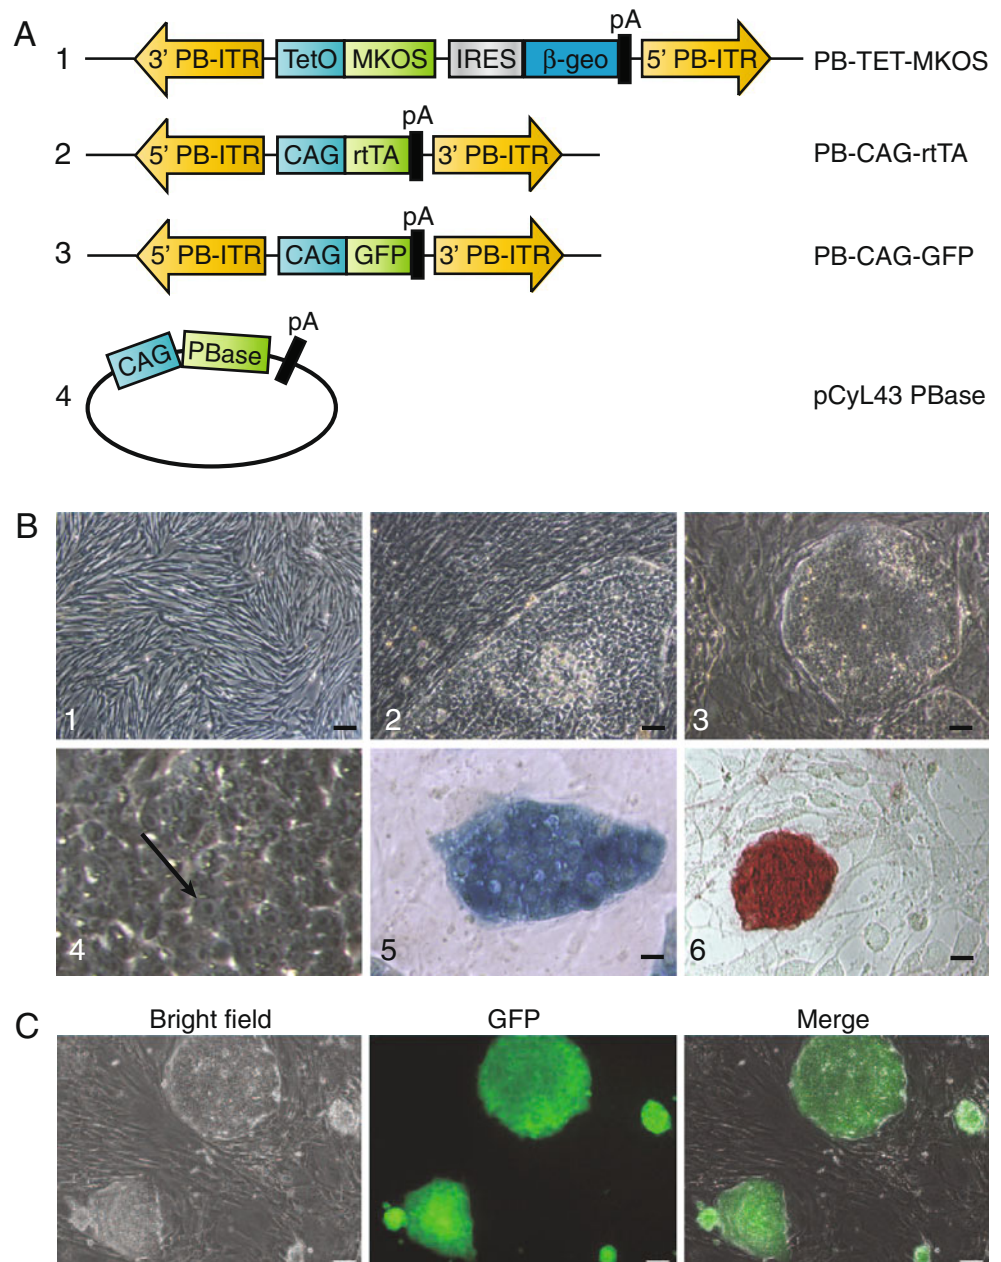 A
pA
1 3' PB-ITR TetO MKOS IRES β-geo 5' PB-ITR PB-TET-MKOS
pA
2 5' PB-ITR CAG rtTA 3' PB-ITR PB-CAG-rtTA
pA
3 5' PB-ITR CAG GFP 3' PB-ITR PB-CAG-GFP
pA
CAG PBase
4 pCyL43 PBase
B
1 2 3
4 5 6
C
Bright field GFP Merge